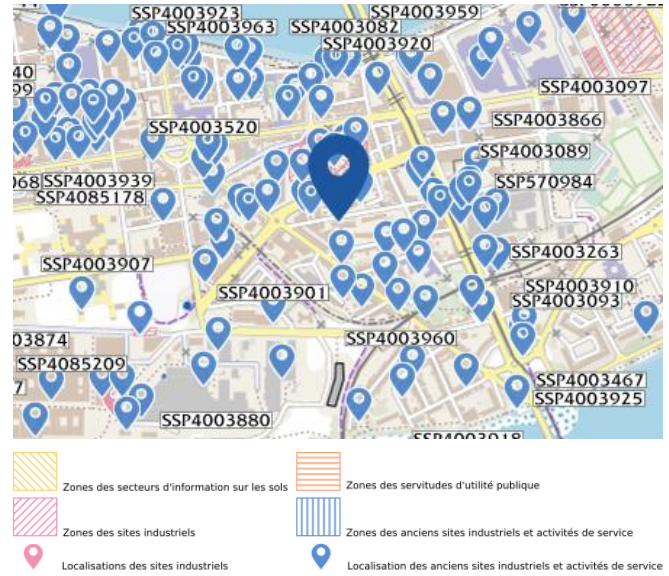 SSP4003923
SSP4003959
SSP4003963
SSP4003082
SSP4003920
SSP4003097
SSP4003866
SSP4003520
SSP4003089
SSP4003939
SSP570984
SSP4085178
SSP4003263
SSP4003907
SSP4003901
SSP4003910
SSP4003093
SSP4003960
SSP4085209
SSP4003467
SSP4003925
SSP4003880
Zones des secteurs d'information sur les sols
Zones des servitudes d'utilité publique
Zones des sites industriels
Zones des anciens sites industriels et activités de service
Localisations des sites industriels
Localisation des anciens sites industriels et activités de service